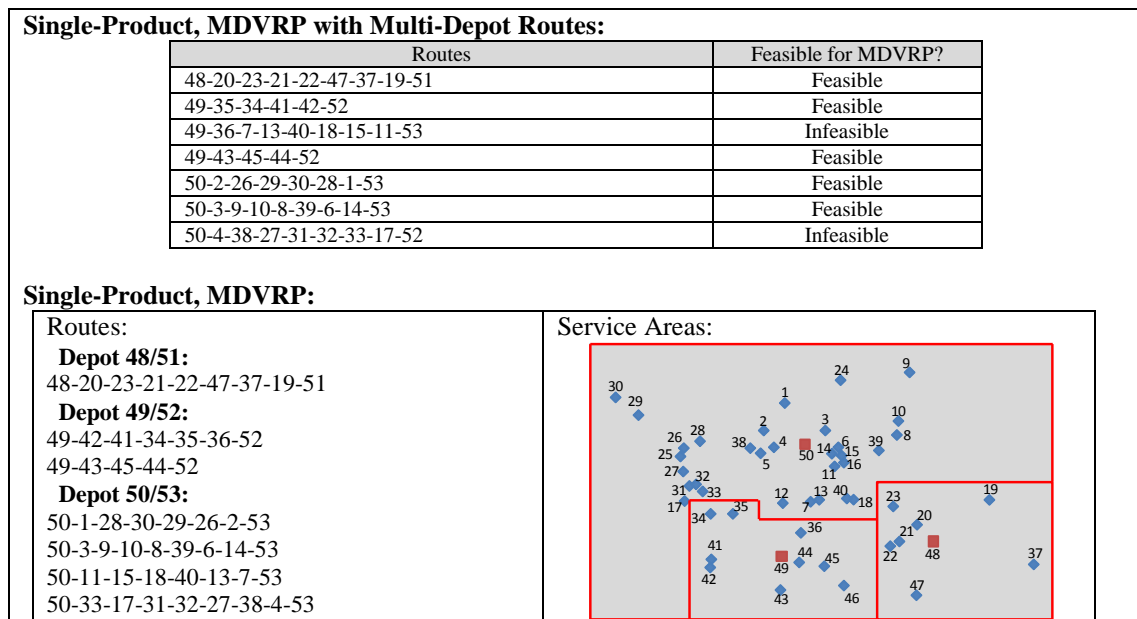 Single-Product, MDVRP with Multi-Depot Routes:
Routes Feasible for MDVRP?
48-20-23-21-22-47-37-19-51 Feasible
49-35-34-41-42-52 Feasible
49-36-7-13-40-18-15-11-53 Infeasible
49-43-45-44-52 Feasible
50-2-26-29-30-28-1-53 Feasible
50-3-9-10-8-39-6-14-53 Feasible
50-4-38-27-31-32-33-17-52 Infeasible
Single-Product, MDVRP:
Routes:
Depot 48/51:
48-20-23-21-22-47-37-19-51
Depot 49/52:
49-42-41-34-35-36-52
49-43-45-44-52
Depot 50/53:
50-1-28-30-29-26-2-53
50-3-9-10-8-39-6-14-53
50-11-15-18-40-13-7-53
50-33-17-31-32-27-38-4-53
Service Areas:
9
24
30
1
29
10
2 3
28 8
26 38 4 6 39
50 14 15
25 5
11 16
27
32
31 33 12 13 40 19
17 7 18 23
34 35
20
36
21
41 44 45 22 48 37
49
42
47
43 46